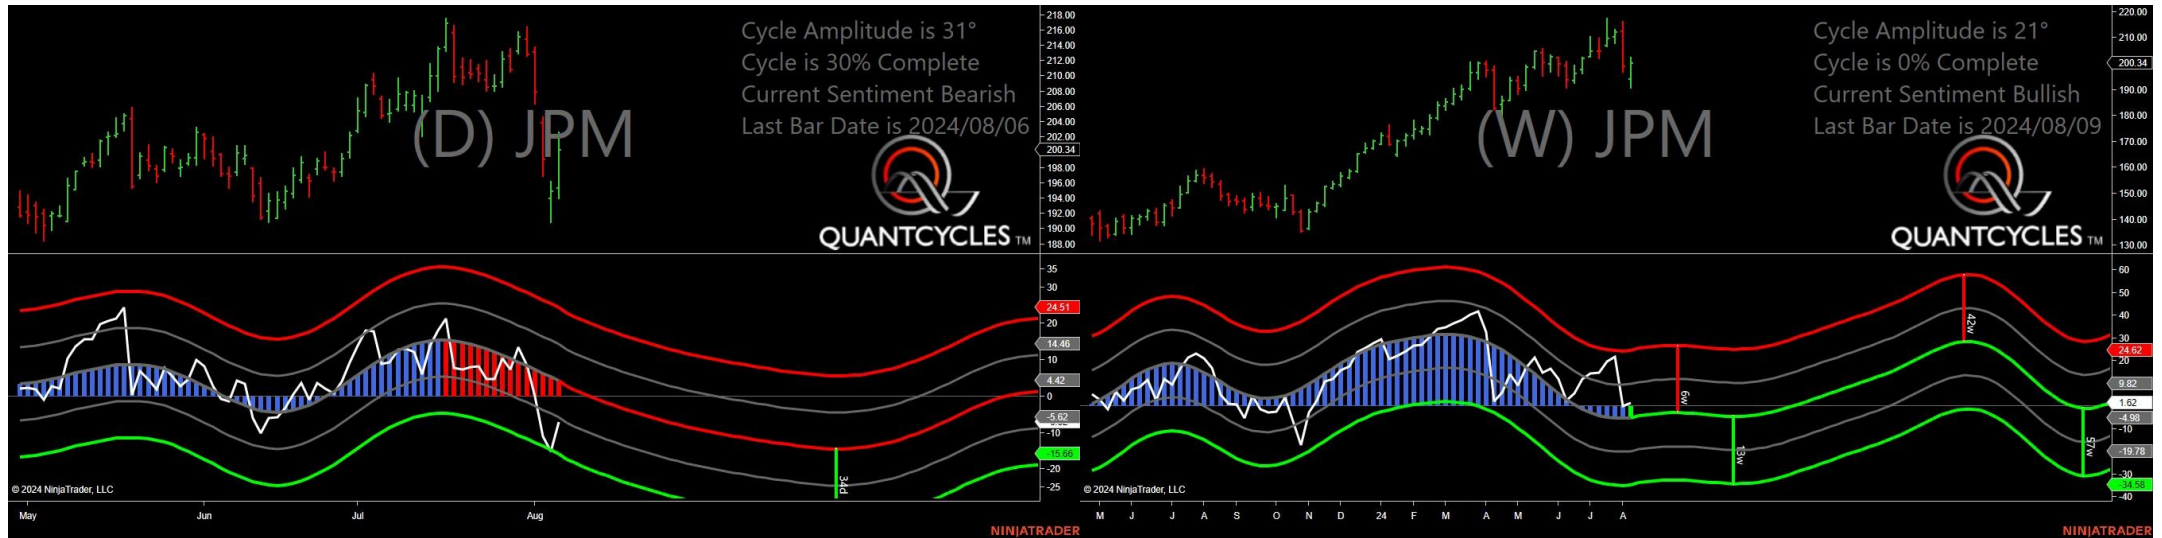 Cycle Amplitude is 31°
Cycle is 30% Complete
Current Sentiment Bearish
Last Bar Date is 2024/08/06
(D) JPM
QUANTCYCLES TM
218.00
216.00
214.00
212.00
210.00
208.00
206.00
204.00
202.00
200.34
198.00
196.00
194.00
192.00
190.00
188.00
35
30
24.51
20
14.46
10
4.42
0
-5.62
-10
-15.66
-20
-25
34d
© 2024 NinjaTrader, LLC
May Jun Jul Aug
NINJATRADER
Cycle Amplitude is 21°
Cycle is 0% Complete
Current Sentiment Bullish
Last Bar Date is 2024/08/09
(W) JPM
QUANTCYCLES TM
220.00
210.00
200.34
190.00
180.00
170.00
160.00
150.00
140.00
130.00
60
50
40
30
24.62
20
9.82
1.62
-4.98
-10
-19.78
-30
-34.58
-40
6w
13w
42w
57w
© 2024 NinjaTrader, LLC
M J J A S O N D 24 F M A M J J A
NINJATRADER